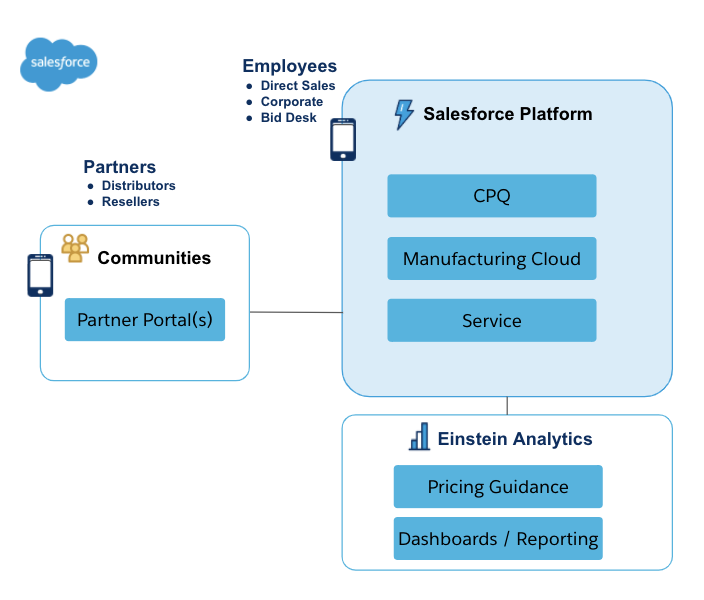 salesforce
Employees
● Direct Sales
● Corporate
● Bid Desk
Salesforce Platform
CPQ
Manufacturing Cloud
Service
Partners
● Distributors
● Resellers
Communities
Partner Portal(s)
Einstein Analytics
Pricing Guidance
Dashboards / Reporting